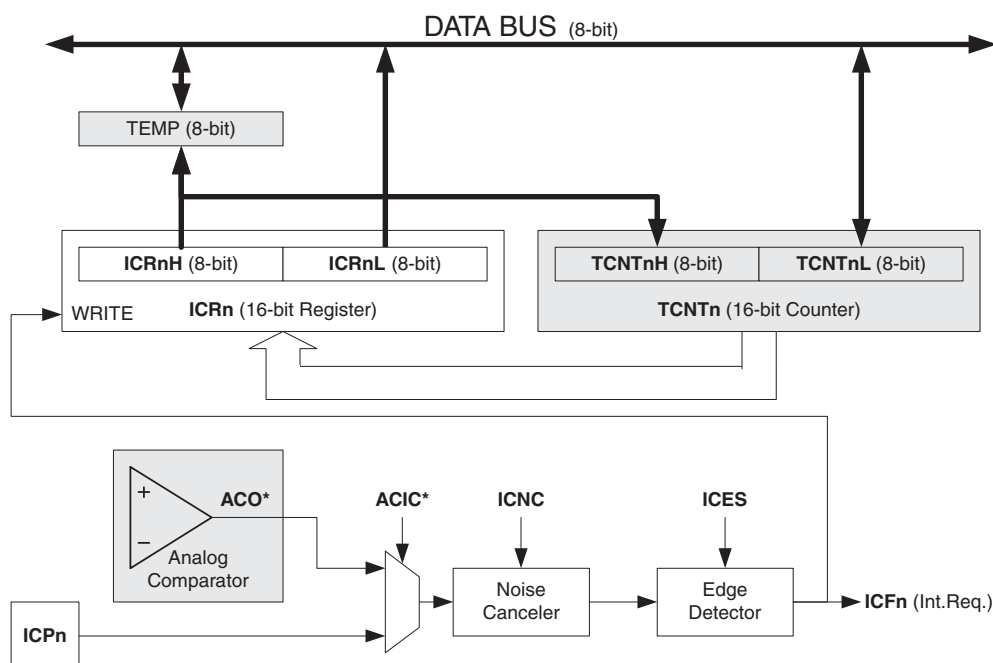 DATA BUS (8-bit)
TEMP (8-bit)
ICRnH (8-bit)
ICRnL (8-bit)
TCNTnH (8-bit)
TCNTnL (8-bit)
WRITE
ICRn (16-bit Register)
TCNTn (16-bit Counter)
+
−
ACO*
Analog
Comparator
ACIC*
ICNC
ICES
Noise
Canceler
Edge
Detector
ICFn (Int.Req.)
ICPn